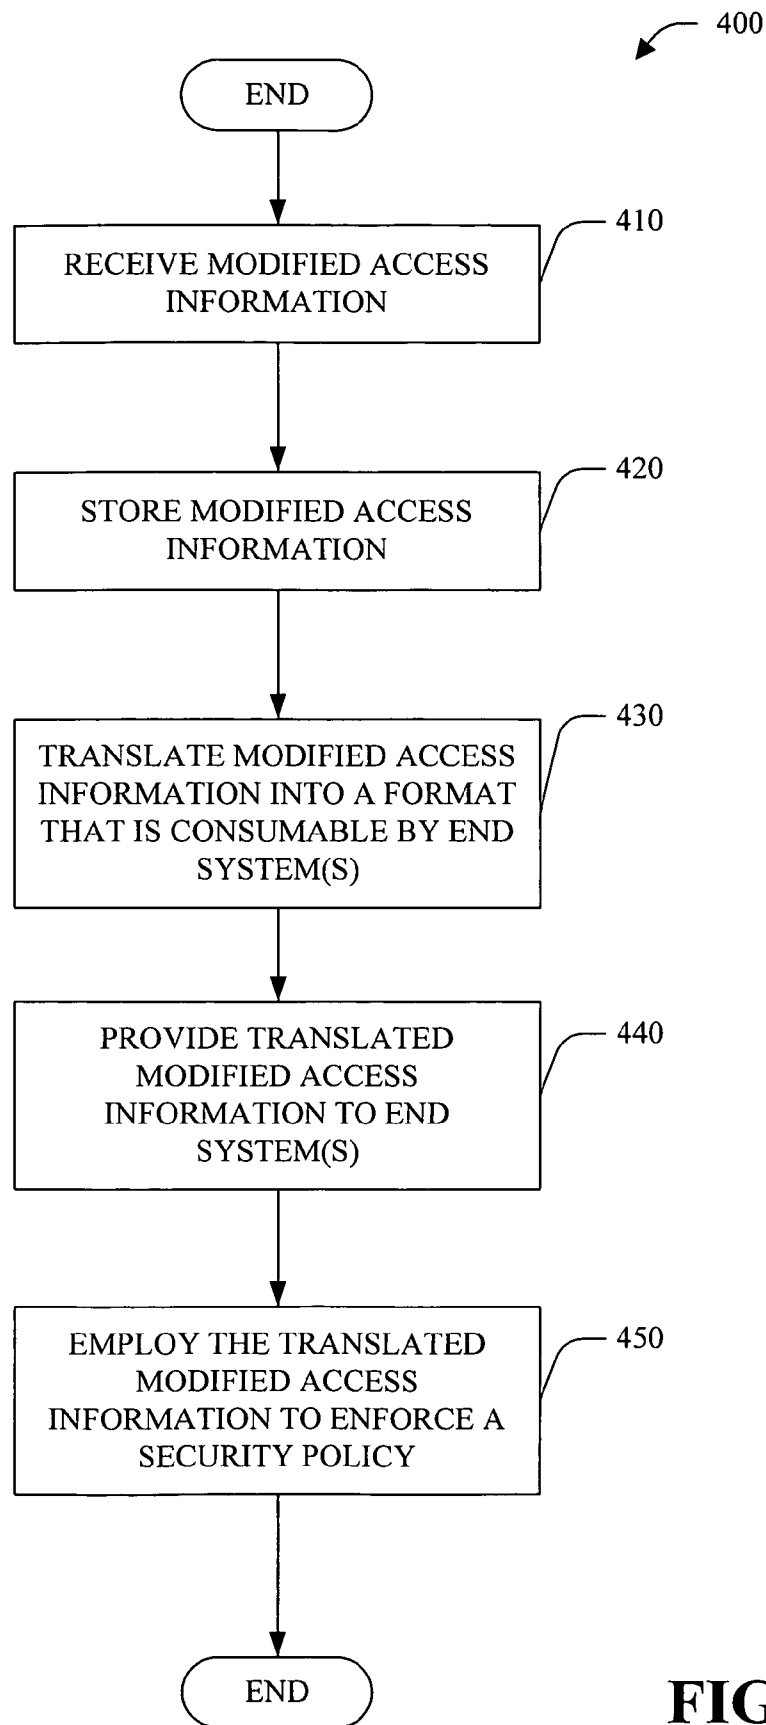 400
END
410
RECEIVE MODIFIED ACCESS
INFORMATION
420
STORE MODIFIED ACCESS
INFORMATION
430
TRANSLATE MODIFIED ACCESS
INFORMATION INTO A FORMAT
THAT IS CONSUMABLE BY END
SYSTEM(S)
440
PROVIDE TRANSLATED
MODIFIED ACCESS
INFORMATION TO END
SYSTEM(S)
450
EMPLOY THE TRANSLATED
MODIFIED ACCESS
INFORMATION TO ENFORCE A
SECURITY POLICY
END
FIG